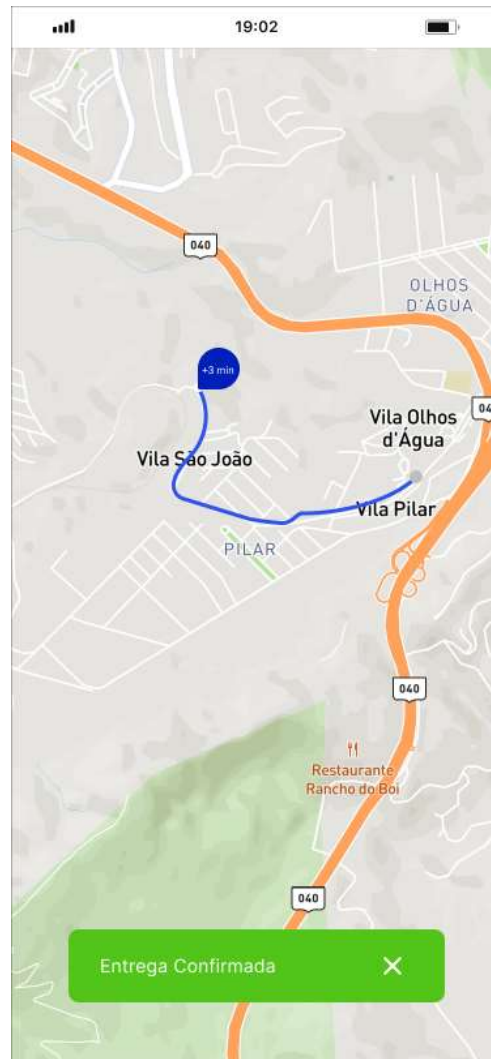 19:02
040
OLHOS
D'ÁGUA
+3 min
04
Vila Olhos
d'Água
Vila São João
Vila Pilar
PILAR
040
Restaurante
Rancho do Boi
040
Entrega Confirmada